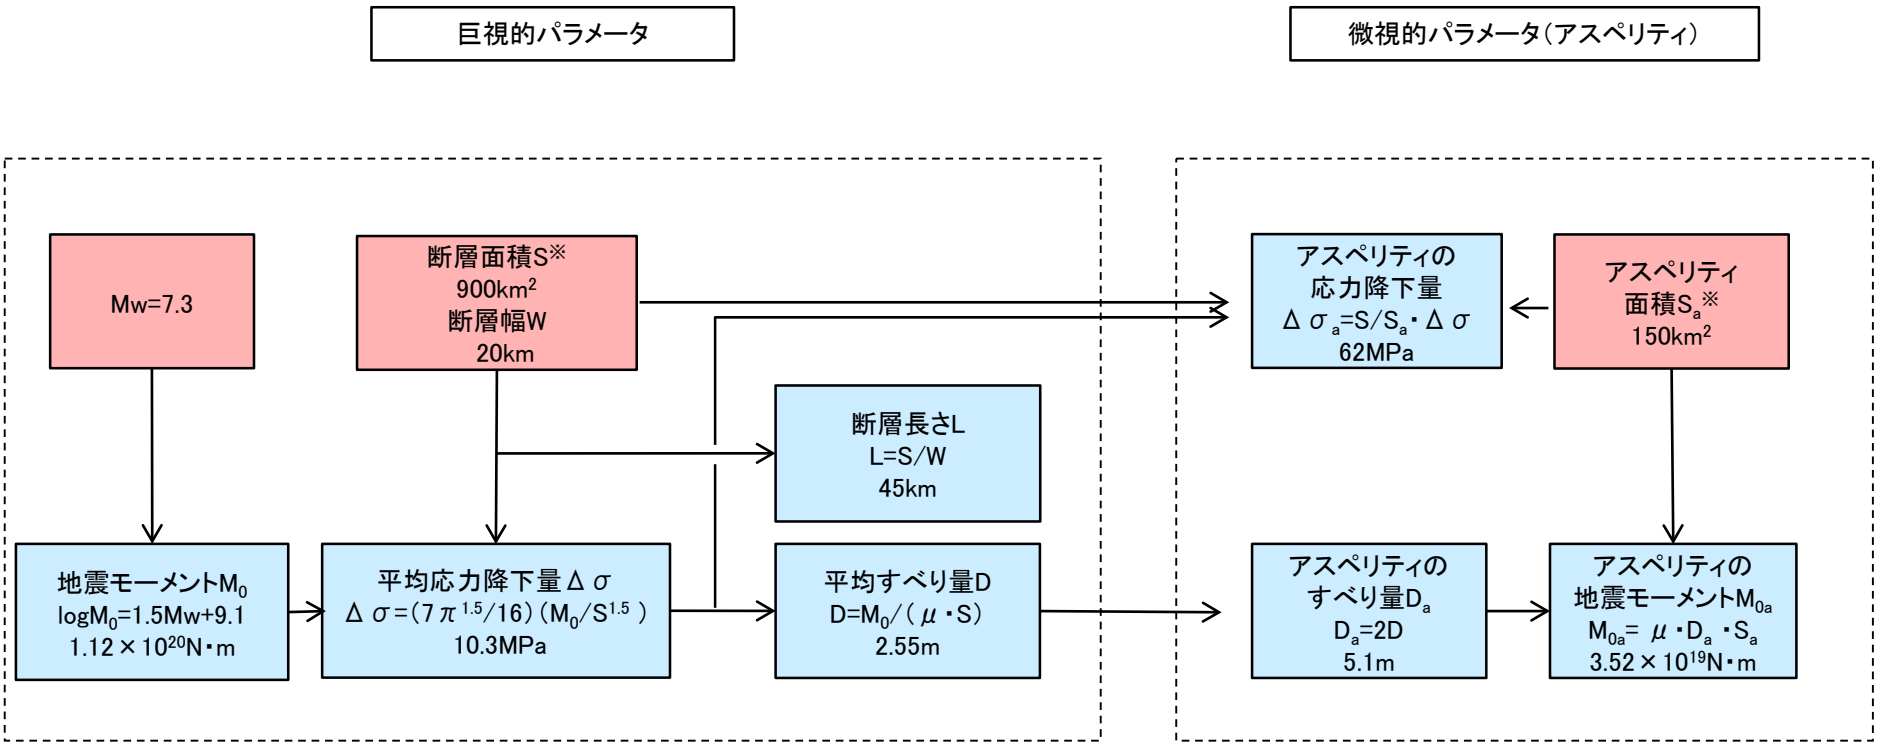 巨視的パラメータ
微視的パラメータ(アスペリティ)
Mw=7.3
断層面積S※
900km²
断層幅W
20km
アスペリティの
応力降下量
Δσₐ=S/Sₐ・Δσ
62MPa
アスペリティ
面積Sₐ※
150km²
断層長さL
L=S/W
45km
地震モーメントM₀
logM₀=1.5Mw+9.1
1.12×10²⁰N・m
平均応力降下量Δσ
Δσ=(7π¹·⁵/16)(M₀/S¹·⁵)
10.3MPa
平均すべり量D
D=M₀/(μ・S)
2.55m
アスペリティの
すべり量Dₐ
Dₐ=2D
5.1m
アスペリティの
地震モーメントM₀ₐ
M₀ₐ=μ・Dₐ・Sₐ
3.52×10¹⁹N・m